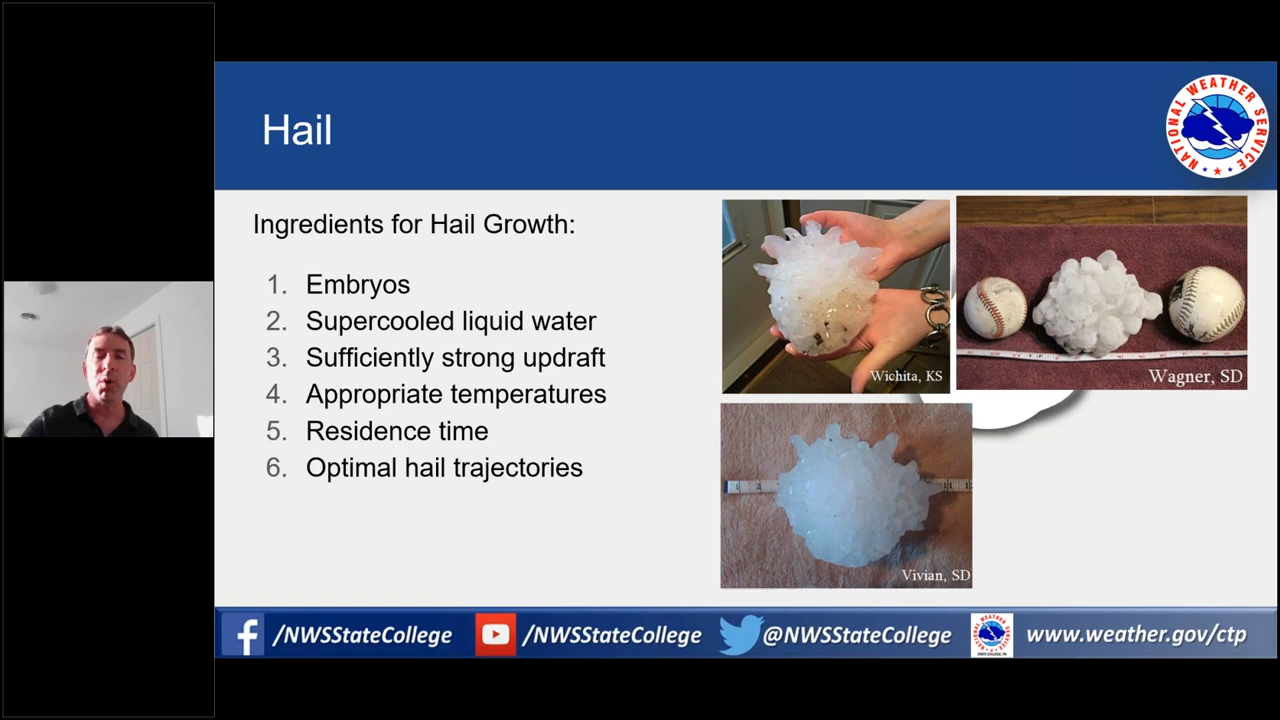 Hail
NATIONAL WEATHER SERVICE
Ingredients for Hail Growth:
1. Embryos
2. Supercooled liquid water
3. Sufficiently strong updraft
4. Appropriate temperatures
5. Residence time
6. Optimal hail trajectories
Wichita, KS
Wagner, SD
Vivian, SD
/NWSStateCollege
/NWSStateCollege
@NWSStateCollege
www.weather.gov/ctp